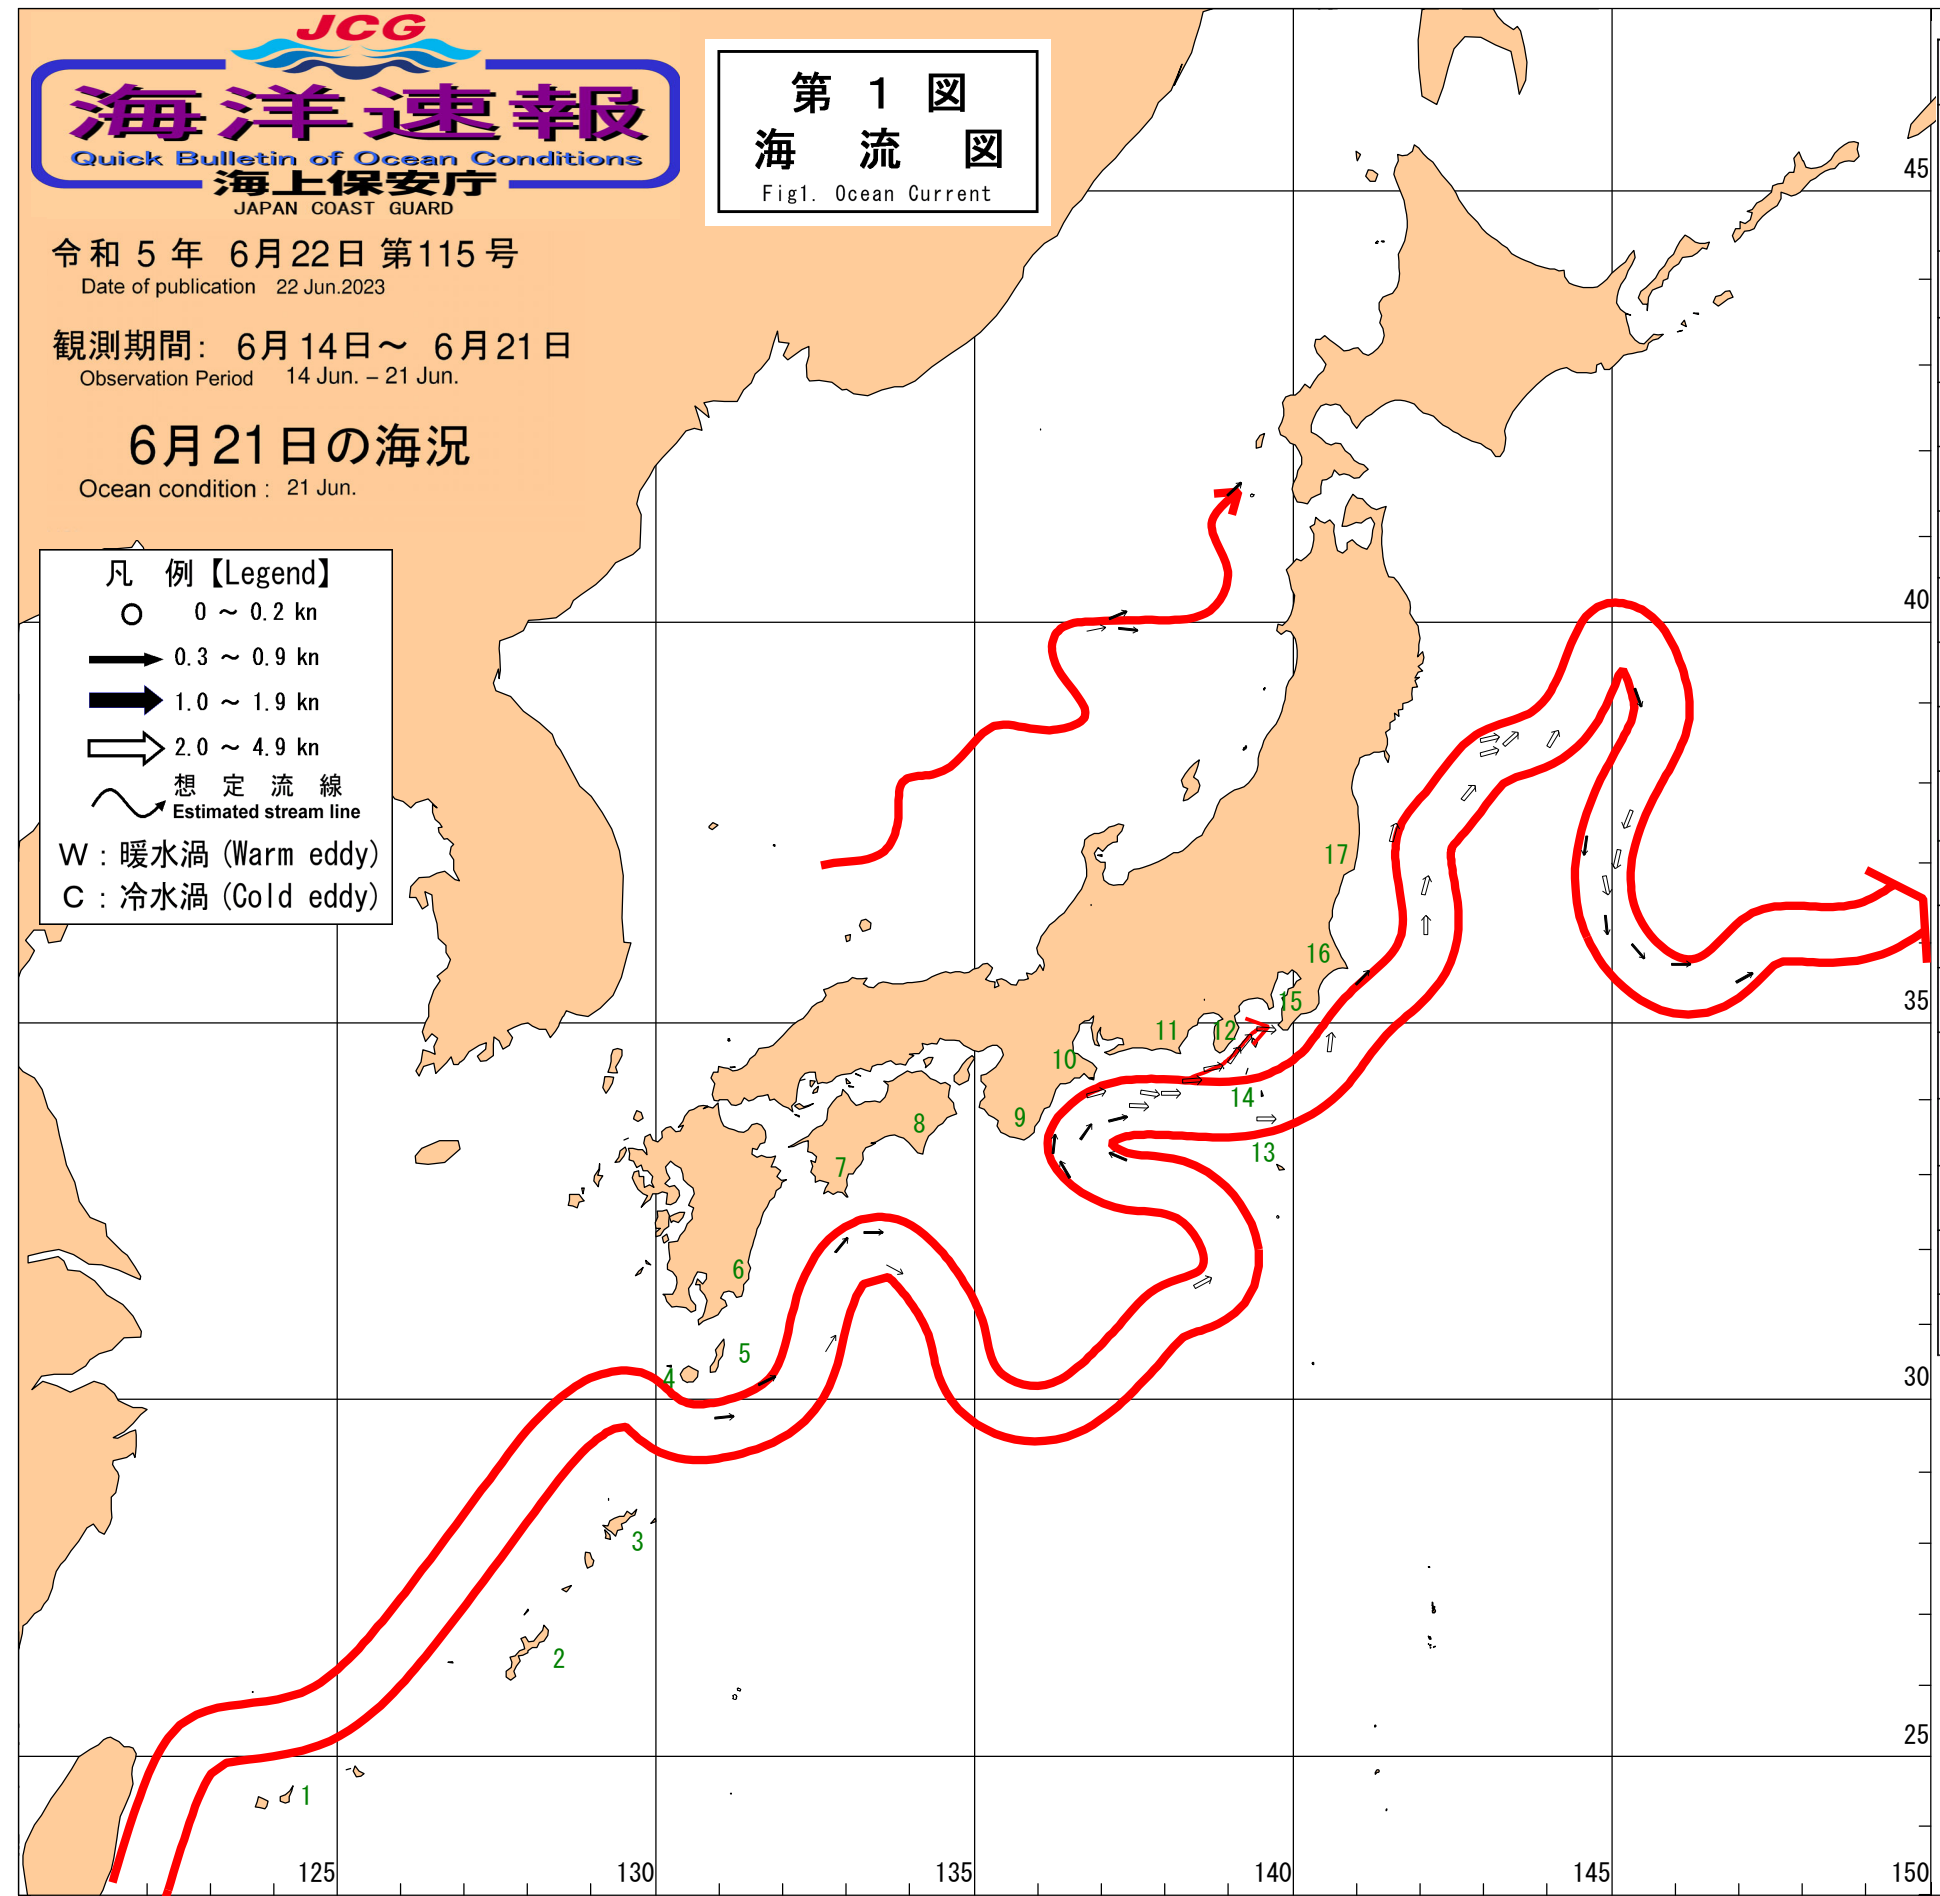 JCG
海洋速報
Quick Bulletin of Ocean Conditions
海上保安庁
JAPAN COAST GUARD
第 1 図
海 流 図
Fig1. Ocean Current
令和 5 年 6月22日 第115号
Date of publication 22 Jun.2023
観測期間: 6月14日～ 6月21日
Observation Period 14 Jun. – 21 Jun.
6月21日の海況
Ocean condition : 21 Jun.
凡 例【Legend】
0 ～ 0.2 kn
0.3 ～ 0.9 kn
1.0 ～ 1.9 kn
2.0 ～ 4.9 kn
想 定 流 線
Estimated stream line
W : 暖水渦 (Warm eddy)
C : 冷水渦 (Cold eddy)
45
40
17
16
15
35
11
12
10
14
9
8
13
7
6
5
4
30
3
2
25
1
125
130
135
140
145
150